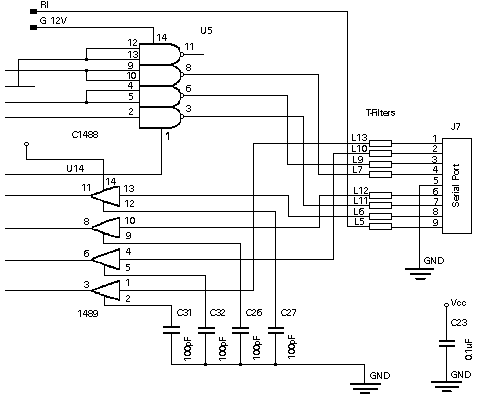 RI
G 12V
U5
14
12
11
13
9
8
10
4
6
5
3
2
T-Filters
C1488
1
J7
L13 1
L10 2
L9 3
L7 4
5
L12 6
L11 7
L6 8
L5 9
Serial Port
U14
14
11 13
12
10
8
9
4
6
5
GND
1
3
2
1489
C31 C32 C26 C27
100pF 100pF 100pF 100pF
Vcc
C23
0.1uF
GND
GND